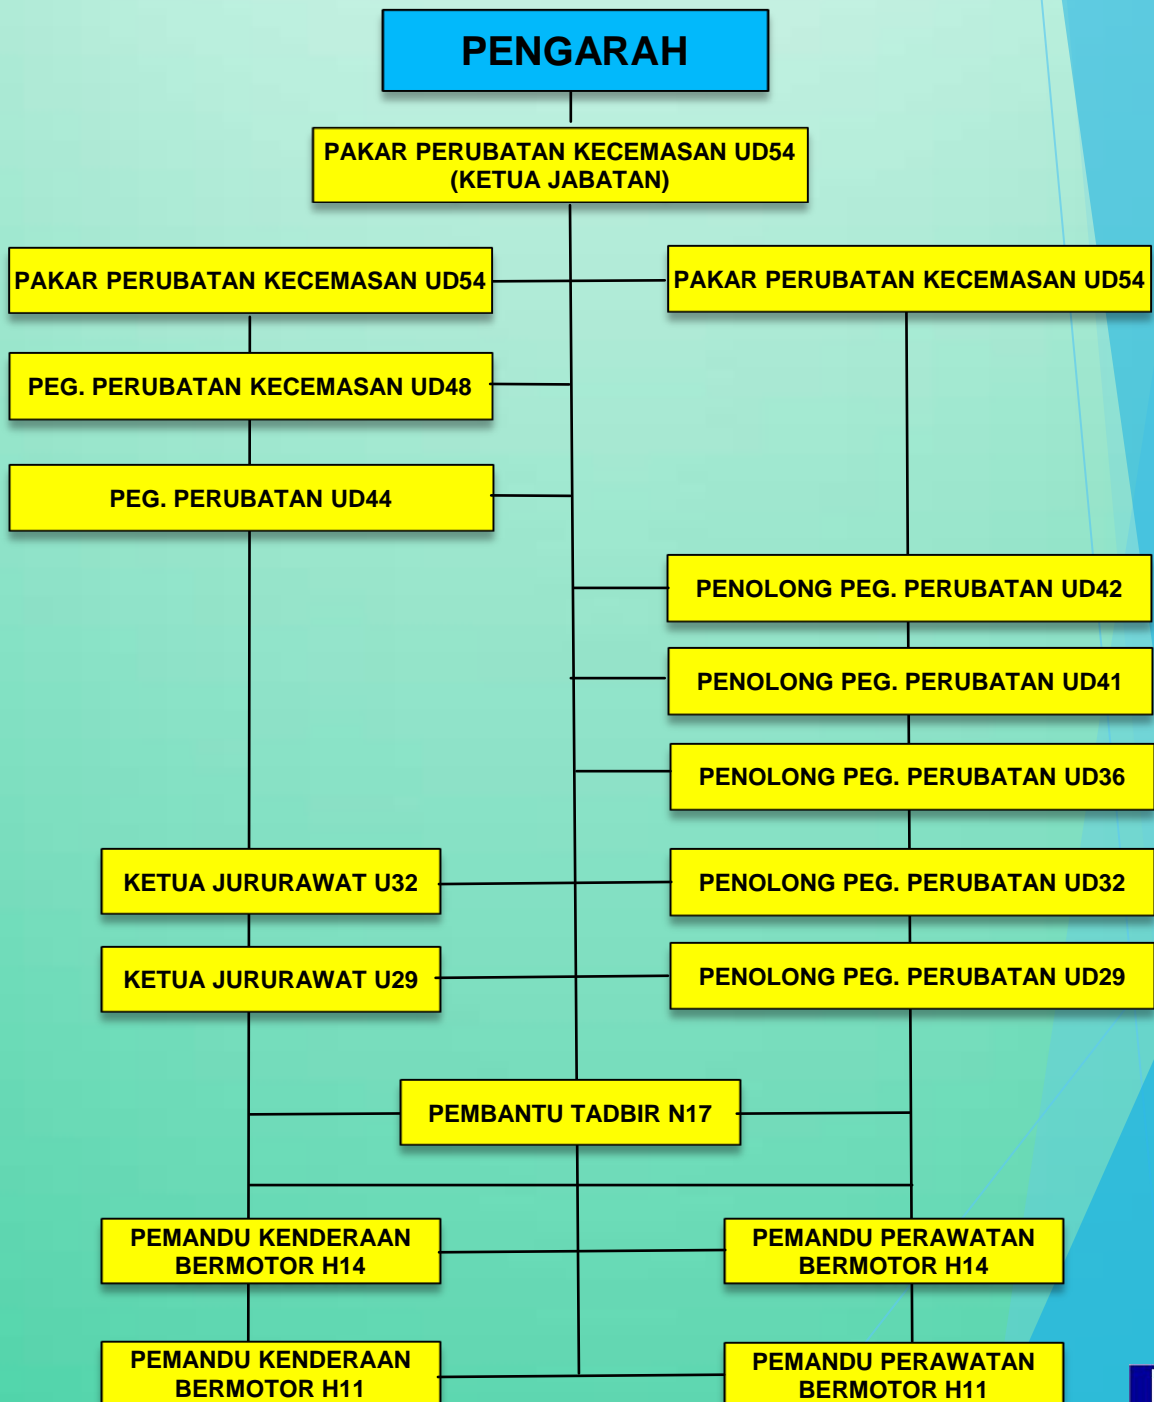 PENGARAH
PAKAR PERUBATAN KECEMASAN UD54
(KETUA JABATAN)
PAKAR PERUBATAN KECEMASAN UD54
PAKAR PERUBATAN KECEMASAN UD54
PEG. PERUBATAN KECEMASAN UD48
PEG. PERUBATAN UD44
PENOLONG PEG. PERUBATAN UD42
PENOLONG PEG. PERUBATAN UD41
PENOLONG PEG. PERUBATAN UD36
KETUA JURURAWAT U32
PENOLONG PEG. PERUBATAN UD32
KETUA JURURAWAT U29
PENOLONG PEG. PERUBATAN UD29
PEMBANTU TADBIR N17
PEMANDU KENDERAAN
BERMOTOR H14
PEMANDU PERAWATAN
BERMOTOR H14
PEMANDU KENDERAAN
BERMOTOR H11
PEMANDU PERAWATAN
BERMOTOR H11